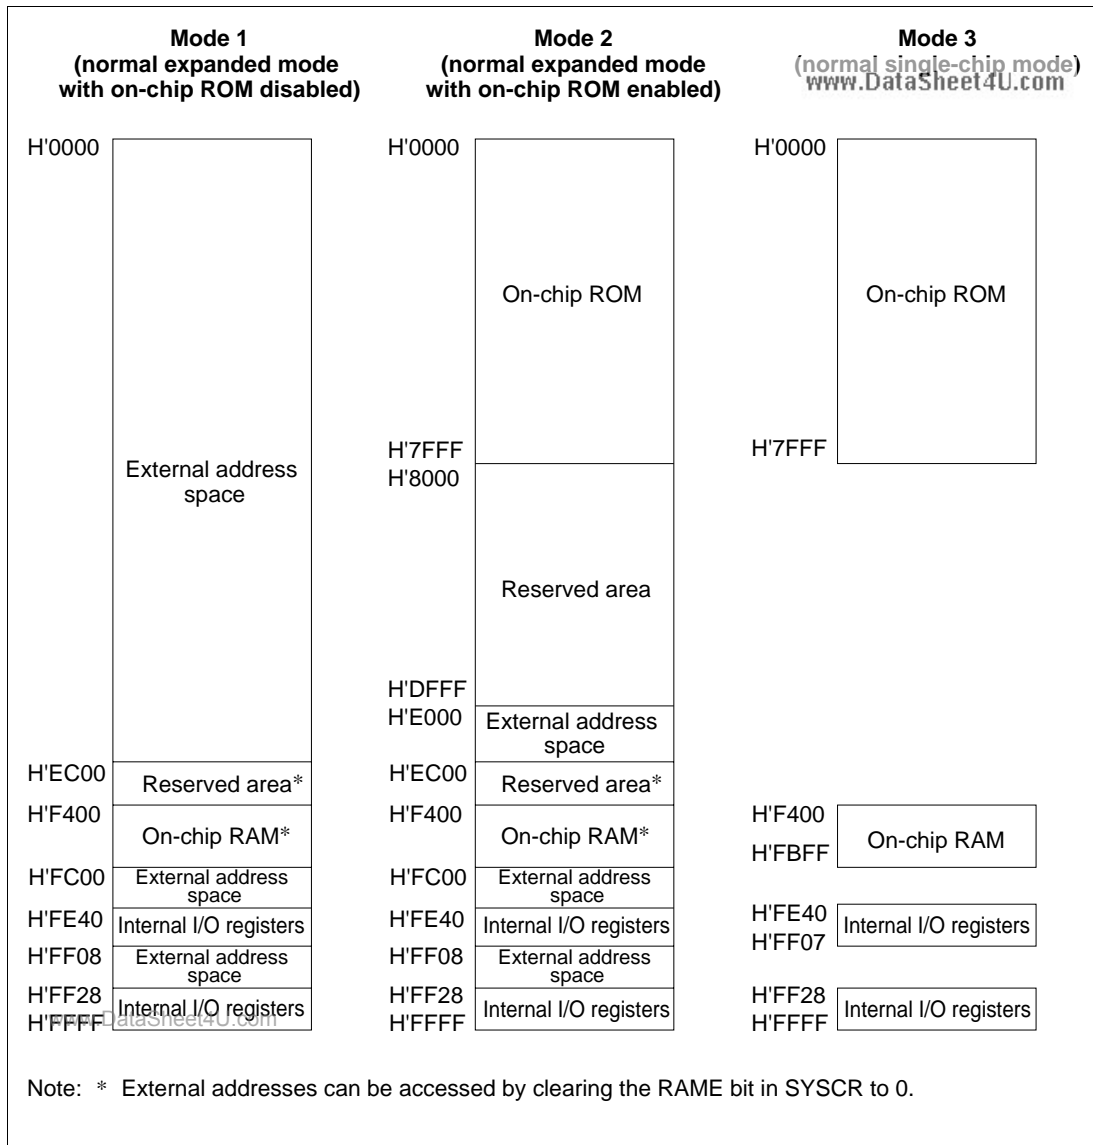 Mode 1
(normal expanded mode
with on-chip ROM disabled)
H'0000
External address
space
H'EC00
Reserved area*
H'F400
On-chip RAM*
H'FC00
External address
space
H'FE40
Internal I/O registers
H'FF08
External address
space
H'FF28
Internal I/O registers
H'FFFF
www.DataSheet4U.com
Mode 2
(normal expanded mode
with on-chip ROM enabled)
H'0000
On-chip ROM
H'7FFF
H'8000
Reserved area
H'DFFF
H'E000
External address
space
H'EC00
Reserved area*
H'F400
On-chip RAM*
H'FC00
External address
space
H'FE40
Internal I/O registers
H'FF08
External address
space
H'FF28
Internal I/O registers
H'FFFF
Mode 3
(normal single-chip mode)
www.DataSheet4U.com
H'0000
On-chip ROM
H'7FFF
H'F400
On-chip RAM
H'FBFF
H'FE40
Internal I/O registers
H'FF07
H'FF28
Internal I/O registers
H'FFFF
Note: * External addresses can be accessed by clearing the RAME bit in SYSCR to 0.